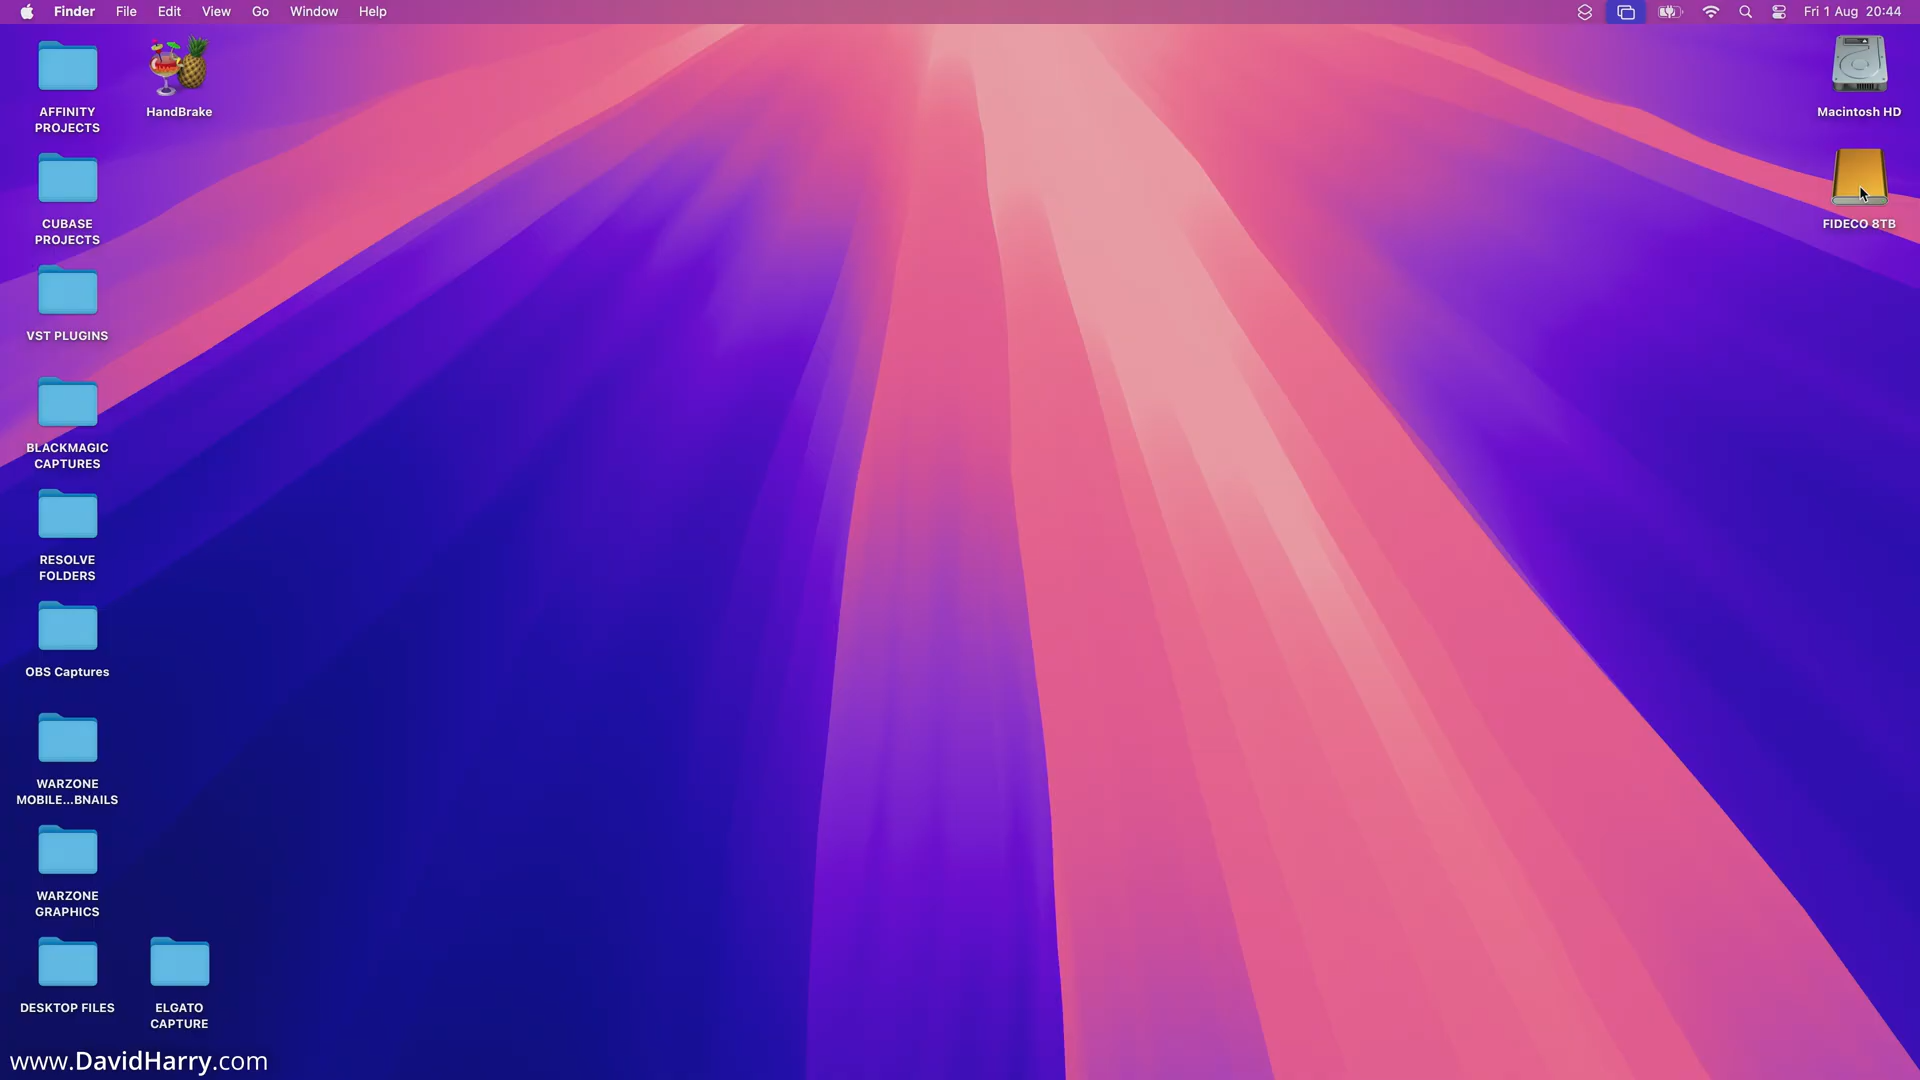 Finder File Edit View Go Window Help
Fri 1 Aug 20:44
AFFINITY
PROJECTS
HandBrake
Macintosh HD
CUBASE
PROJECTS
FIDECO 8TB
VST PLUGINS
BLACKMAGIC
CAPTURES
RESOLVE
FOLDERS
OBS Captures
WARZONE
MOBILE...BNAILS
WARZONE
GRAPHICS
DESKTOP FILES
ELGATO
CAPTURE
www.DavidHarry.com